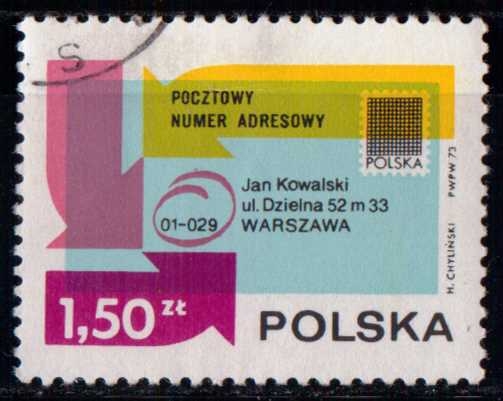 S
POCZTOWY
NUMER ADRESOWY
POLSKA
Jan Kowalski
ul. Dzielna 52 m 33
01-029 WARSZAWA
H. CHYLIŃSKI PWPW 73
1,50 zł
POLSKA